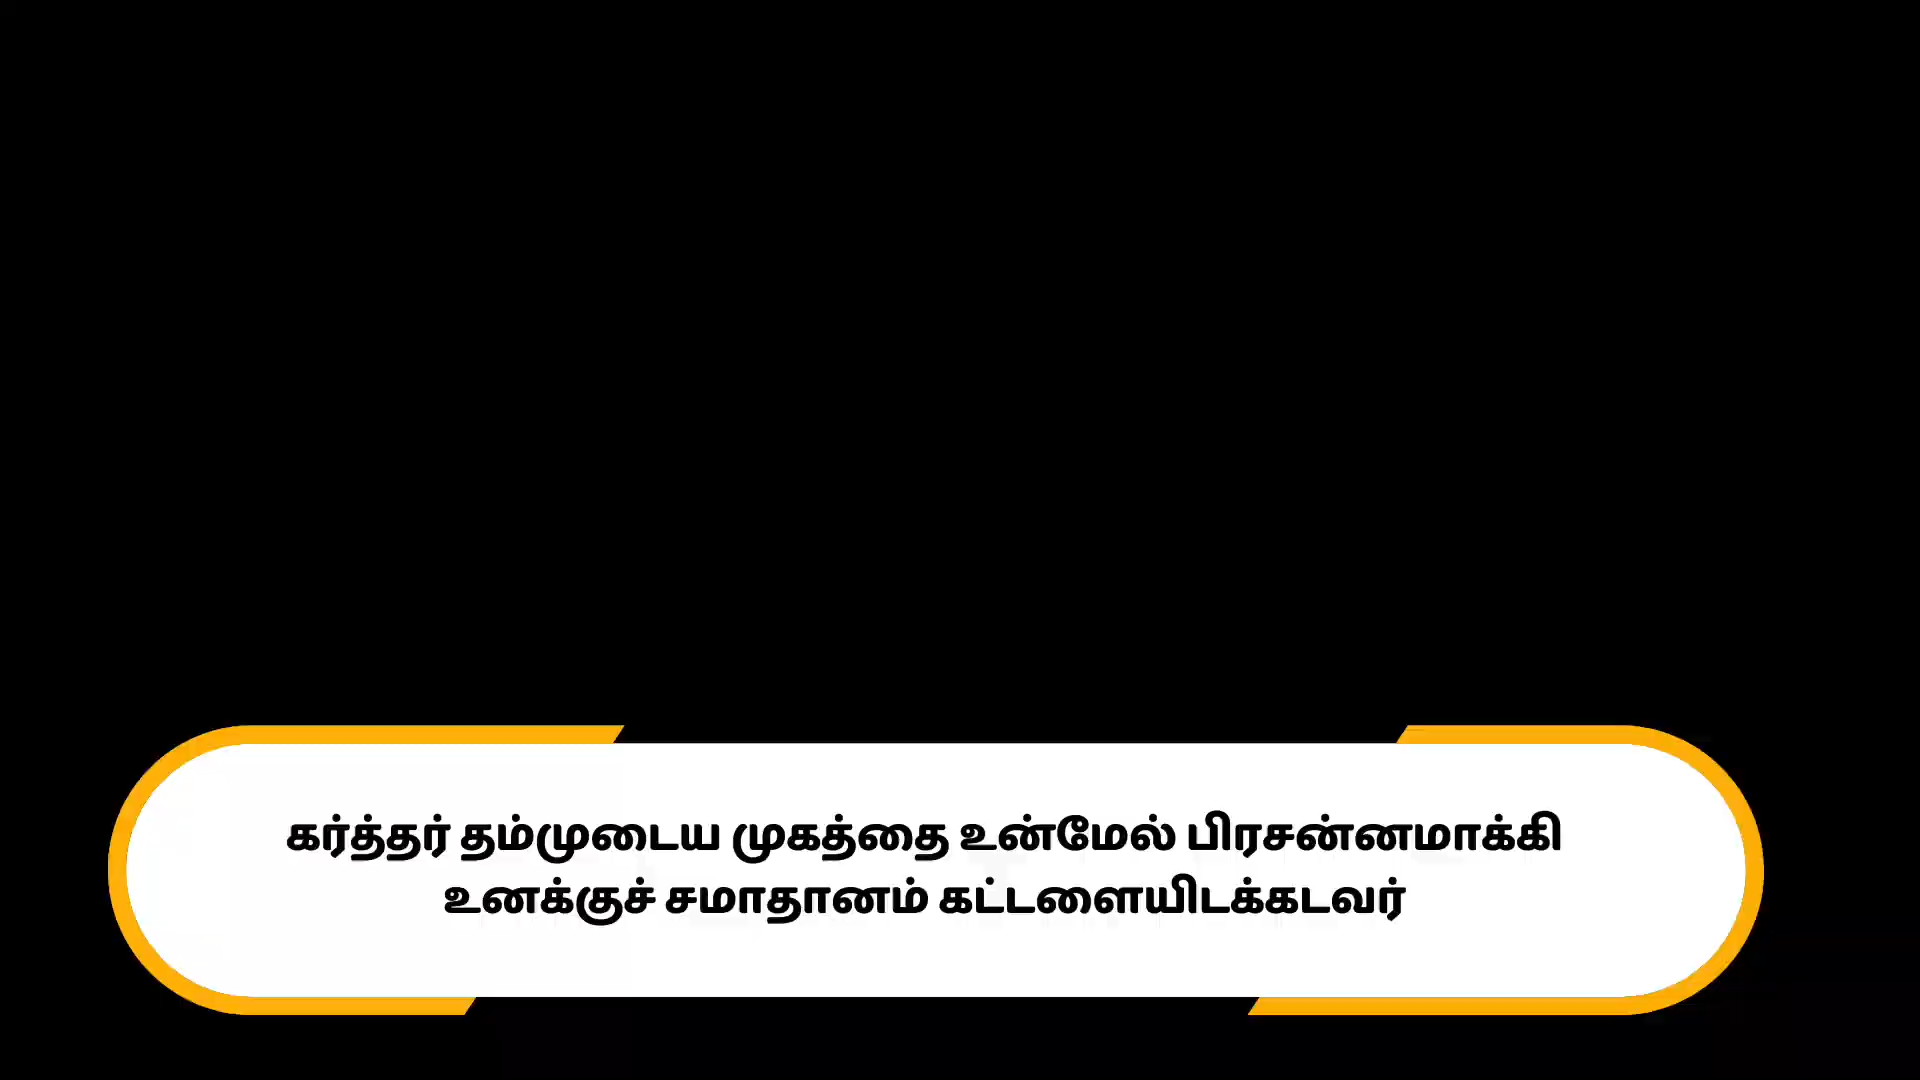 கர்த்தர் தம்முடைய முகத்தை உன்மேல் பிரசன்னமாக்கி
உனக்குச் சமாதானம் கட்டளையிடக்கடவர்